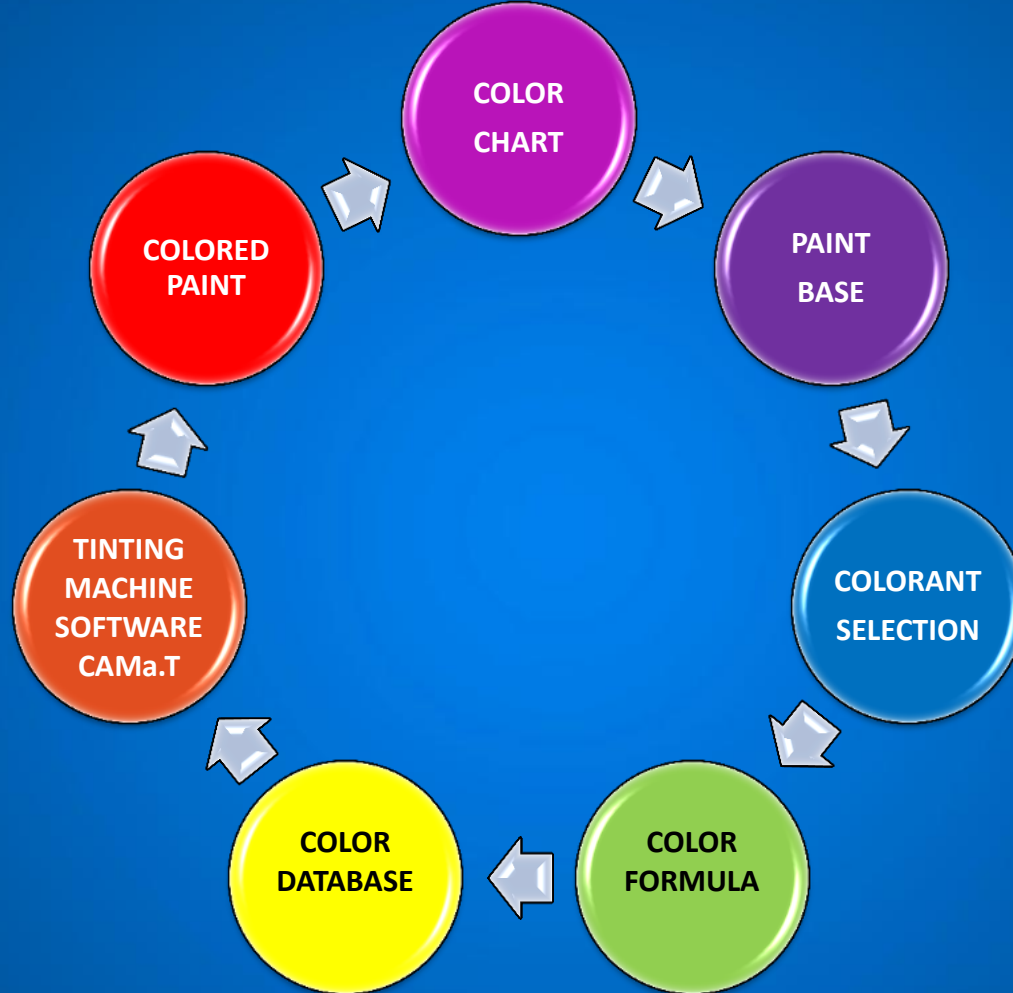 COLOR
CHART
PAINT
BASE
COLORANT
SELECTION
COLOR
FORMULA
COLOR
DATABASE
TINTING
MACHINE
SOFTWARE
CAMa.T
COLORED
PAINT